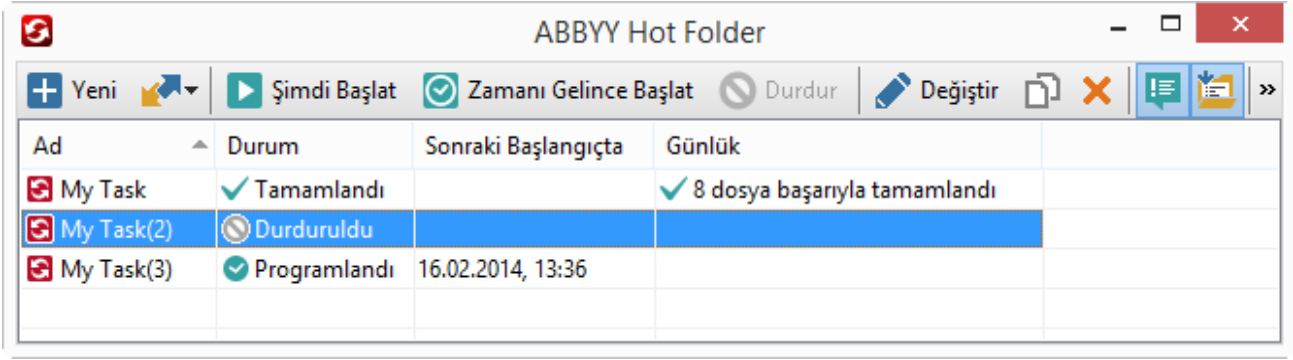 ABBYY Hot Folder
Yeni Şimdi Başlat Zamanı Gelince Başlat Durdur Değiştir »
Ad Durum Sonraki Başlangıçta Günlük
My Task Tamamlandı 8 dosya başarıyla tamamlandı
My Task(2) Durduruldu
My Task(3) Programlandı 16.02.2014, 13:36